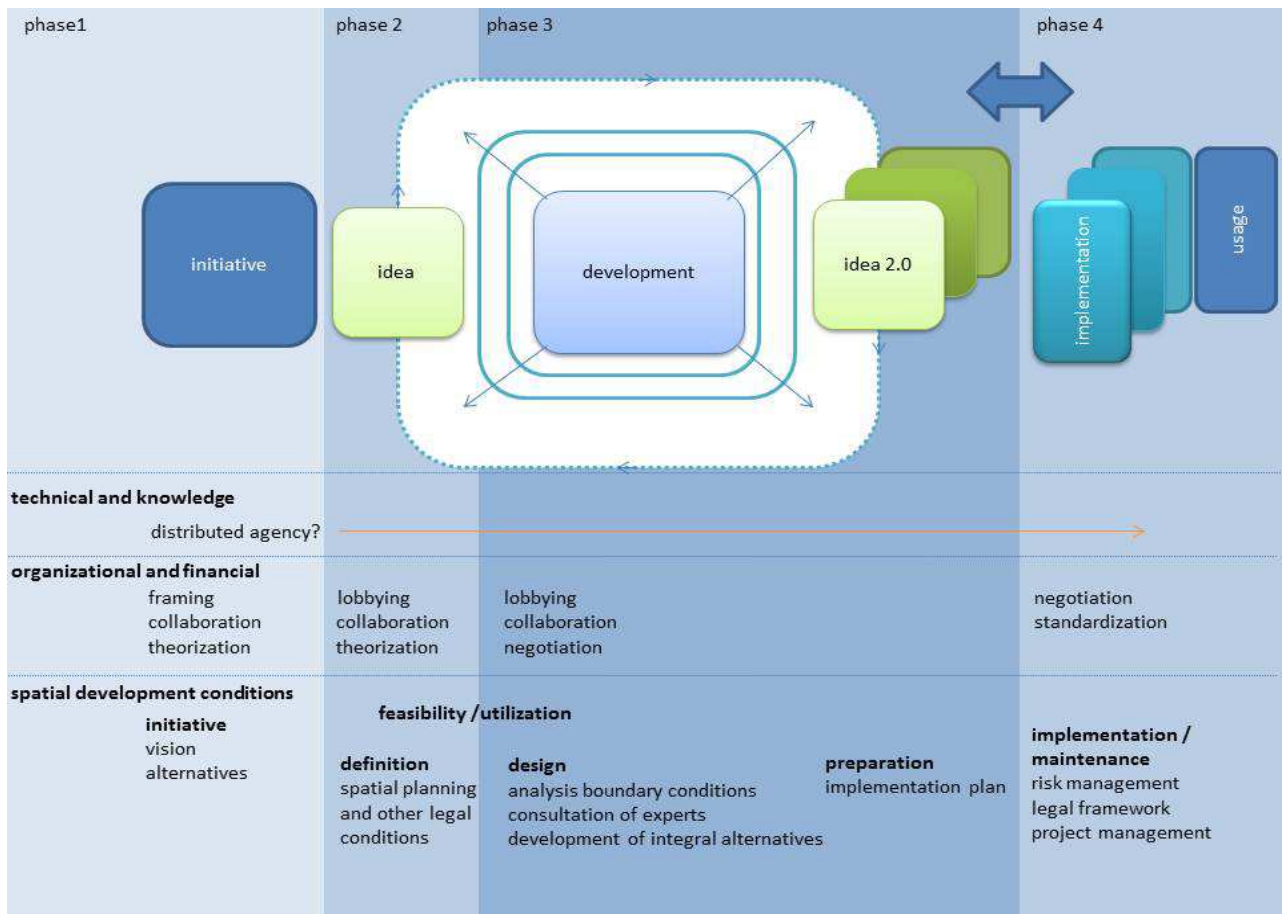 phase1
phase 2
phase 3
phase 4
initiative
idea
development
idea 2.0
implementation
usage
technical and knowledge
distributed agency?
organizational and financial
framing
collaboration
theorization
lobbying
collaboration
theorization
lobbying
collaboration
negotiation
negotiation
standardization
spatial development conditions
feasibility /utilization
initiative
vision
alternatives
definition
spatial planning
and other legal
conditions
design
analysis boundary conditions
consultation of experts
development of integral alternatives
preparation
implementation plan
implementation /
maintenance
risk management
legal framework
project management